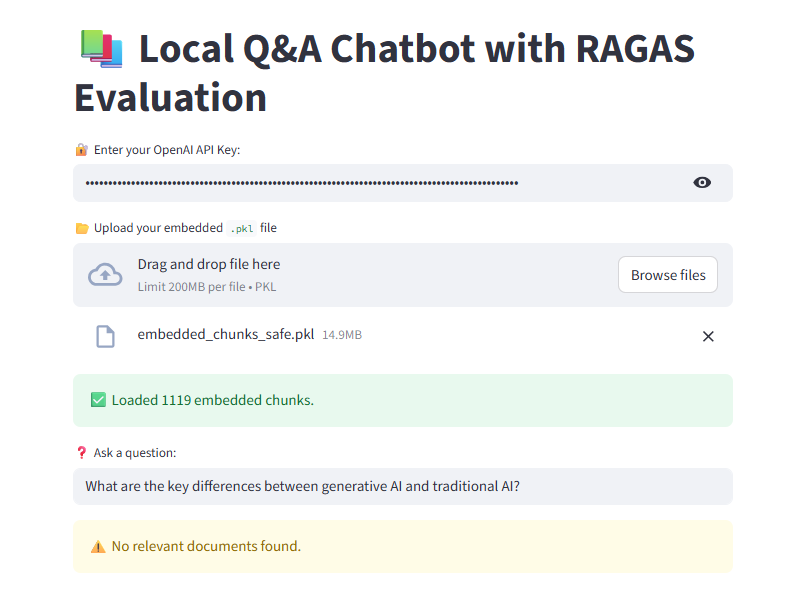 📚 Local Q&A Chatbot with RAGAS
Evaluation
🔐 Enter your OpenAI API Key:
••••••••••••••••••••••••••••••••••••••••••••••••••••••••••••••••••••••••••••••••••••••••••••••••
📂 Upload your embedded .pkl file
Drag and drop file here
Limit 200MB per file • PKL
Browse files
embedded_chunks_safe.pkl 14.9MB
✅ Loaded 1119 embedded chunks.
❓ Ask a question:
What are the key differences between generative AI and traditional AI?
⚠️ No relevant documents found.